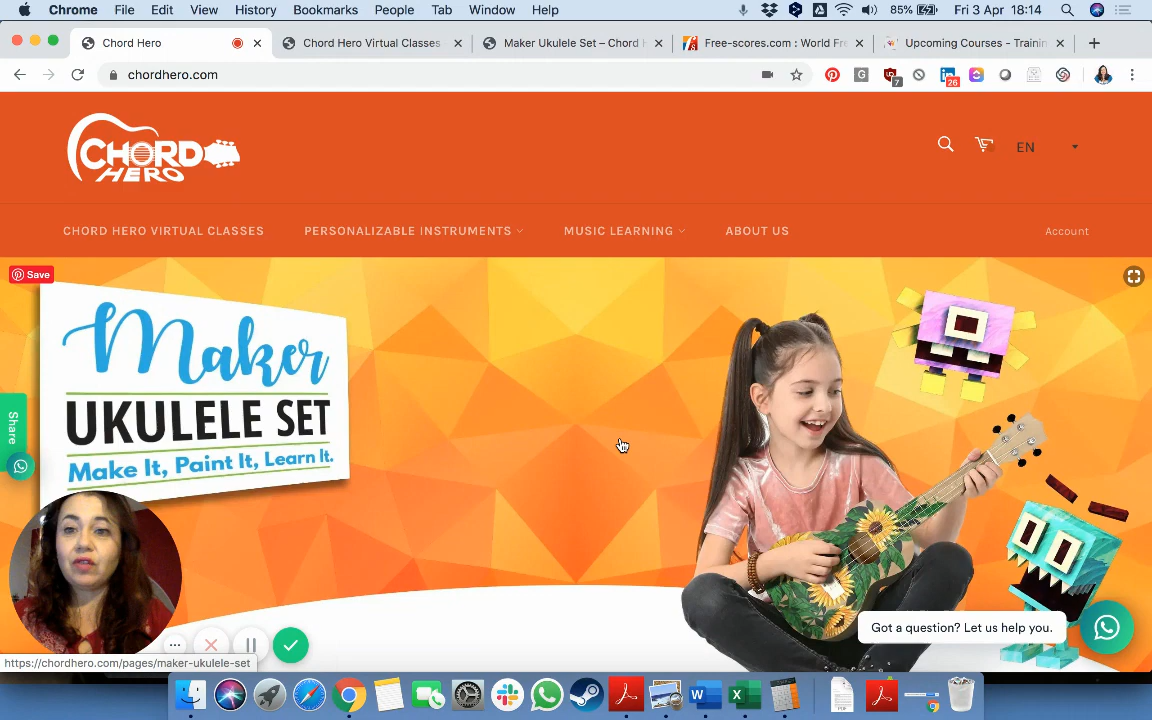 Chrome File Edit View History Bookmarks People Tab Window Help
85% Fri 3 Apr 18:14
Chord Hero
Chord Hero Virtual Classes
Maker Ukulele Set – Chord H
Free-scores.com : World Fre
Upcoming Courses - Trainin
chordhero.com
7
26
CHORD HERO
EN
CHORD HERO VIRTUAL CLASSES PERSONALIZABLE INSTRUMENTS MUSIC LEARNING ABOUT US Account
Save
Maker
UKULELE SET
Make It, Paint It, Learn It.
Share
Got a question? Let us help you.
https://chordhero.com/pages/maker-ukulele-set